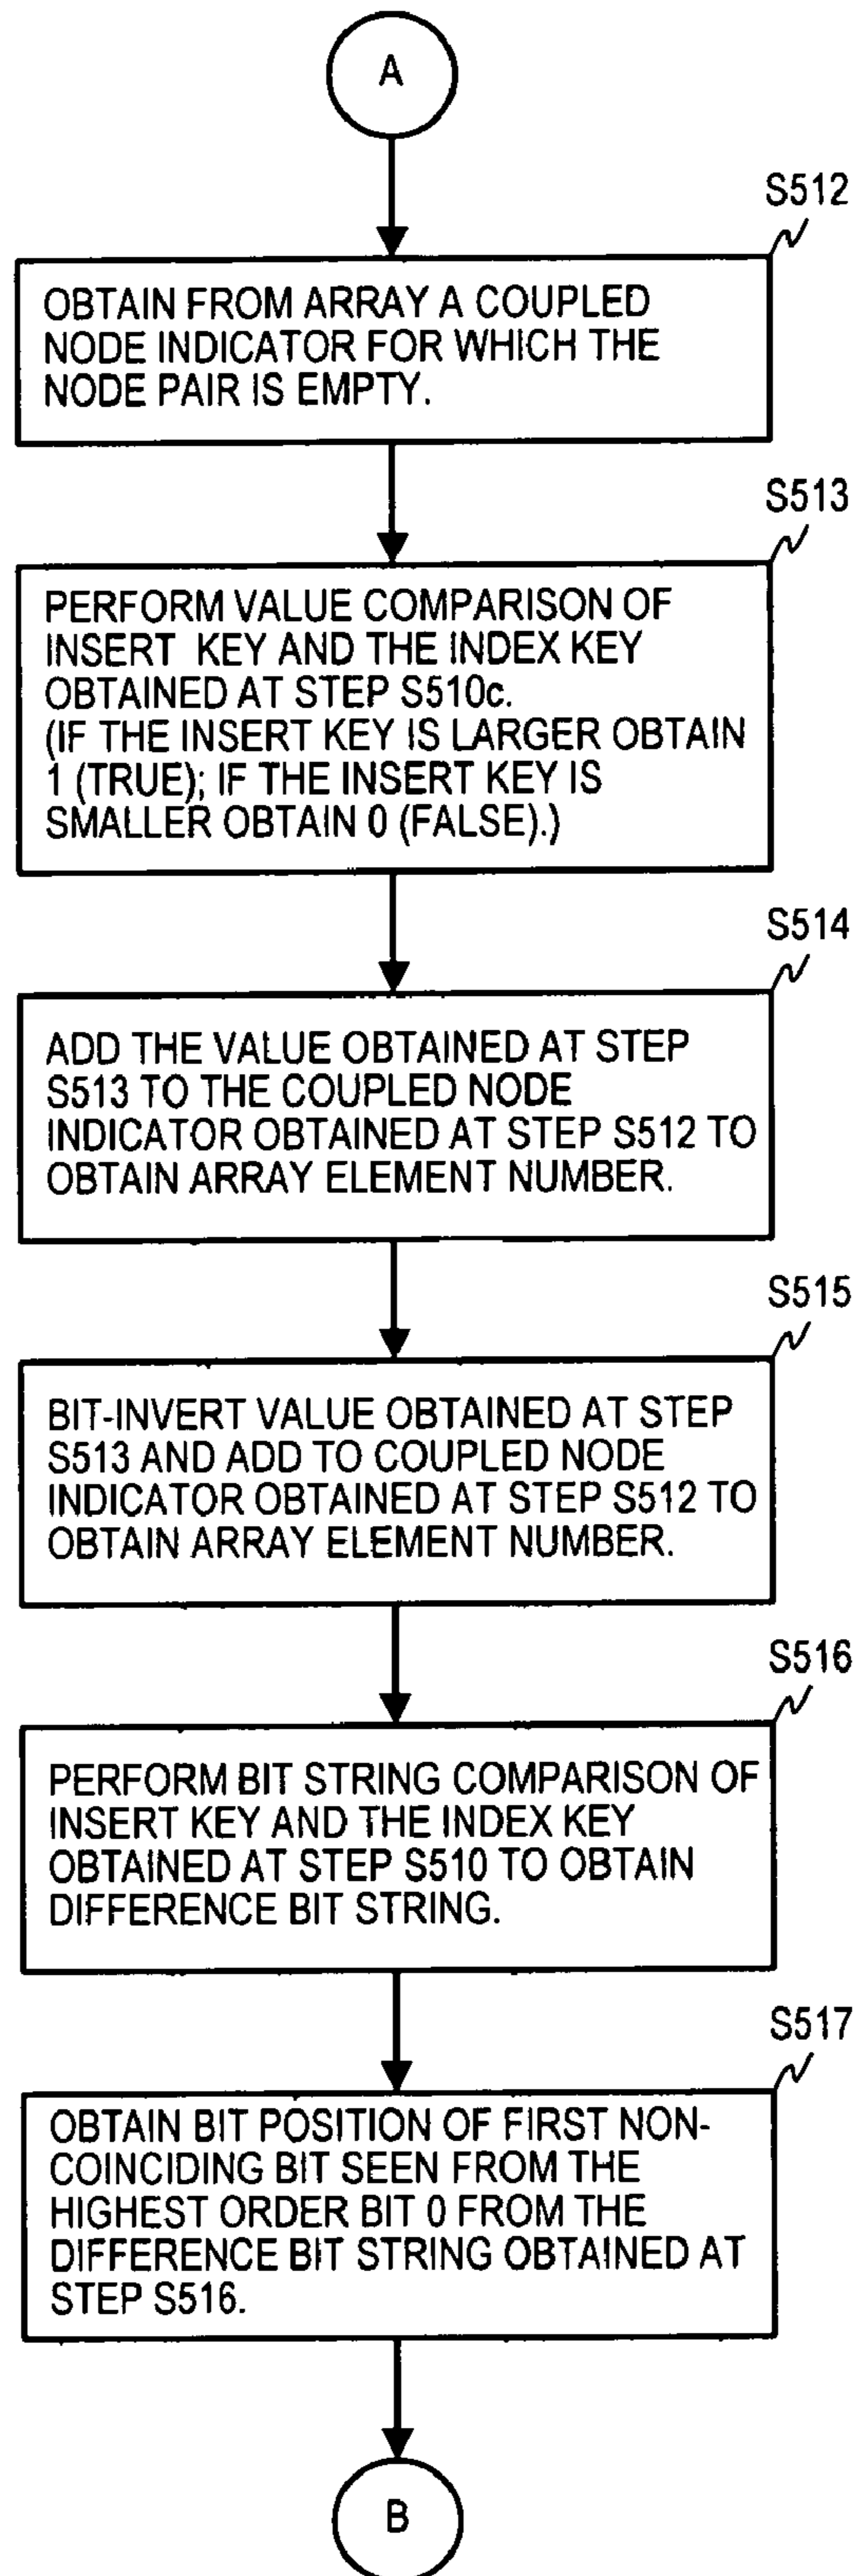 A
S512
OBTAIN FROM ARRAY A COUPLED
NODE INDICATOR FOR WHICH THE
NODE PAIR IS EMPTY.
S513
PERFORM VALUE COMPARISON OF
INSERT KEY AND THE INDEX KEY
OBTAINED AT STEP S510c.
(IF THE INSERT KEY IS LARGER OBTAIN
1 (TRUE); IF THE INSERT KEY IS
SMALLER OBTAIN 0 (FALSE).)
S514
ADD THE VALUE OBTAINED AT STEP
S513 TO THE COUPLED NODE
INDICATOR OBTAINED AT STEP S512 TO
OBTAIN ARRAY ELEMENT NUMBER.
S515
BIT-INVERT VALUE OBTAINED AT STEP
S513 AND ADD TO COUPLED NODE
INDICATOR OBTAINED AT STEP S512 TO
OBTAIN ARRAY ELEMENT NUMBER.
S516
PERFORM BIT STRING COMPARISON OF
INSERT KEY AND THE INDEX KEY
OBTAINED AT STEP S510 TO OBTAIN
DIFFERENCE BIT STRING.
S517
OBTAIN BIT POSITION OF FIRST NON-
COINCIDING BIT SEEN FROM THE
HIGHEST ORDER BIT 0 FROM THE
DIFFERENCE BIT STRING OBTAINED AT
STEP S516.
B